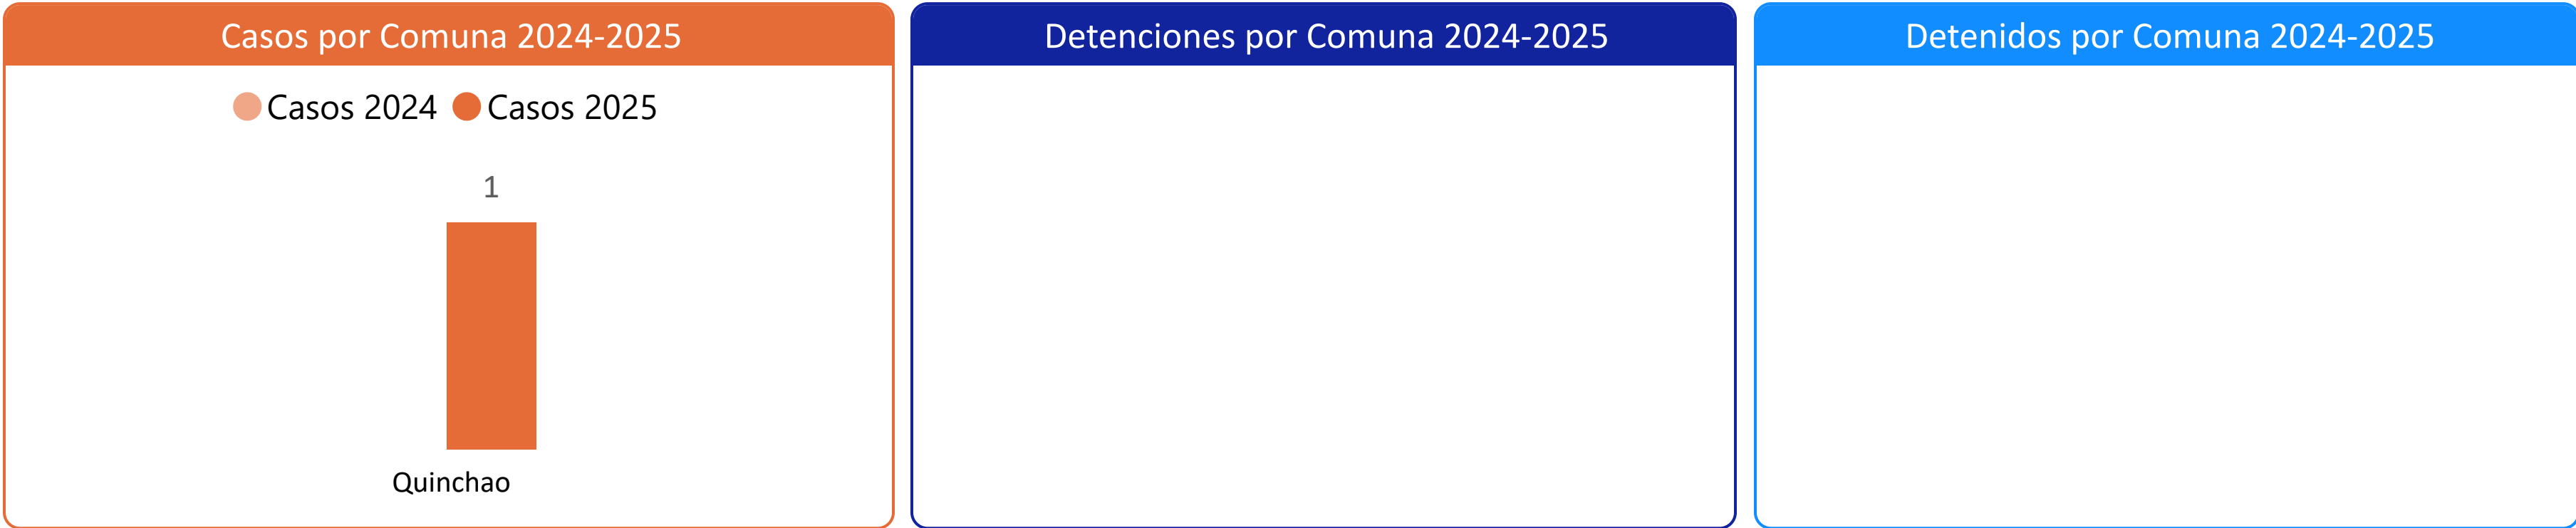 Casos por Comuna 2024-2025
Casos 2024 Casos 2025
1
Quinchao
Detenciones por Comuna 2024-2025
Detenidos por Comuna 2024-2025